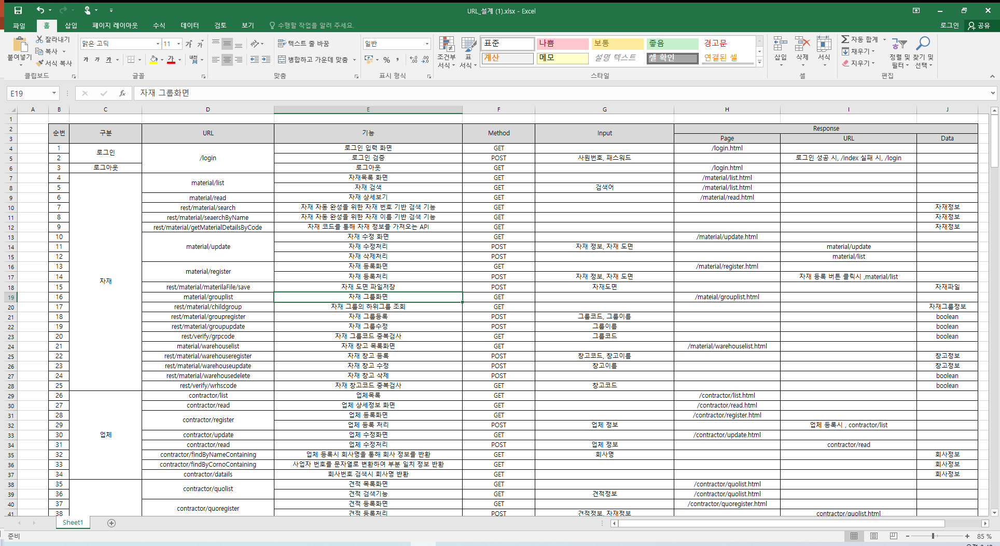 URL_설계 (1).xlsx - Excel
파일 홈 삽입 페이지 레이아웃 수식 데이터 검토 보기 수행할 작업을 알려 주세요. 로그인 공유
붙여넣기 잘라내기 복사 서식 복사 클립보드
맑은 고딕 11 가 가 가 가 가 가 내천 글꼴
텍스트 줄 바꿈 병합하고 가운데 맞춤 맞춤
일반 % , 표시 형식
조건부 서식 표 서식 표준 나쁨 보통 좋음 경고문
계산 메모 설명 텍스트 셀 확인 연결된 셀 스타일
삽입 삭제 서식 셀
자동 합계 채우기 지우기 정렬 및 필터 찾기 및 선택 편집
E19 fx 자재 그룹화면
A B C D E F G H I J
1
2 순번 구분 URL 기능 Method Input Response
3 Page URL Data
4 1 로그인 /login 로그인 입력 화면 GET /login.html
5 2 로그인 검증 POST 사원번호, 패스워드 로그인 성공 시, /index 실패 시, /login
6 3 로그아웃 로그아웃 GET /login.html
7 4 자재 material/list 자재목록 화면 GET /material/list.html
8 5 자재 검색 GET 검색어 /material/list.html
9 6 material/read 자재 상세보기 GET /material/read.html
10 7 rest/material/search 자재 자동 완성을 위한 자재 번호 기반 검색 기능 GET 자재정보
11 8 rest/material/seaerchByName 자재 자동 완성을 위한 자재 이름 기반 검색 기능 GET 자재정보
12 9 rest/material/getMaterialDetailsByCode 자재 코드를 통해 자재 정보를 가져오는 API GET 자재정보
13 10 material/update 자재 수정 화면 GET /material/update.html
14 11 자재 수정처리 POST 자재 정보, 자재 도면 material/update
15 12 자재 삭제처리 POST material/list
16 13 material/register 자재 등록화면 GET /material/register.html
17 14 자재 등록처리 POST 자재 정보, 자재 도면 자재 등록 버튼 클릭시 ,material/list
18 15 rest/material/materilaFile/save 자재 도면 파일저장 POST 자재도면 자재파일
19 16 material/grouplist 자재 그룹화면 GET /mateial/grouplist.html
20 17 rest/material/childgroup 자재 그룹의 하위그룹 조회 GET 자재그룹정보
21 18 rest/material/groupregister 자재 그룹등록 POST 그룹코드, 그룹이름 boolean
22 19 rest/material/groupupdate 자재 그룹수정 POST 그룹이름 boolean
23 20 rest/verify/grpcode 자재 그룹코드 중복검사 GET 그룹코드 boolean
24 21 material/warehouselist 자재 창고 목록화면 GET /material/warehouselist.html
25 22 rest/material/warehouseregister 자재 창고 등록 POST 창고코드, 창고이름 창고정보
26 23 rest/material/warehouseupdate 자재 창고 수정 POST 창고이름 창고정보
27 24 rest/material/warehousedelete 자재 창고 삭제 POST boolean
28 25 rest/verify/wrhscode 자재 창고코드 중복검사 GET 창고코드 boolean
29 26 업체 contractor/list 업체목록 GET /contractor/list.html
30 27 contractor/read 업체 상세정보 화면 GET /contractor/read.html
31 28 contractor/register 업체 등록화면 GET /contractor/register.html
32 29 업체 등록 처리 POST 업체 정보 업체 등록시 , contractor/list
33 30 contractor/update 업체 수정화면 GET /contractor/update.html
34 31 contractor/read 업체 수정처리 POST 업체 정보 contractor/read
35 32 contractor/findByNameContaining 업체 등록시 회사명을 통해 회사 정보를 반환 GET 회사명 회사정보
36 33 contractor/findByCornoContaining 사업자 번호를 문자열로 변환하여 부분 일치 정보 반환 GET 회사정보
37 34 contractor/datails 회사번호 검색시 회사명 반환 GET 회사정보
38 35 contractor/quolist 견적 목록화면 GET /contractor/quolist.html
39 36 견적 검색기능 GET 견적정보 /contractor/quolist.html
40 37 contractor/quoregister 견적 등록화면 GET /contractor/quoregister.html
41 38 견적 등록처리 POST 견적정보, 자재정보 contractor/quolist.html
Sheet1
준비 85 %